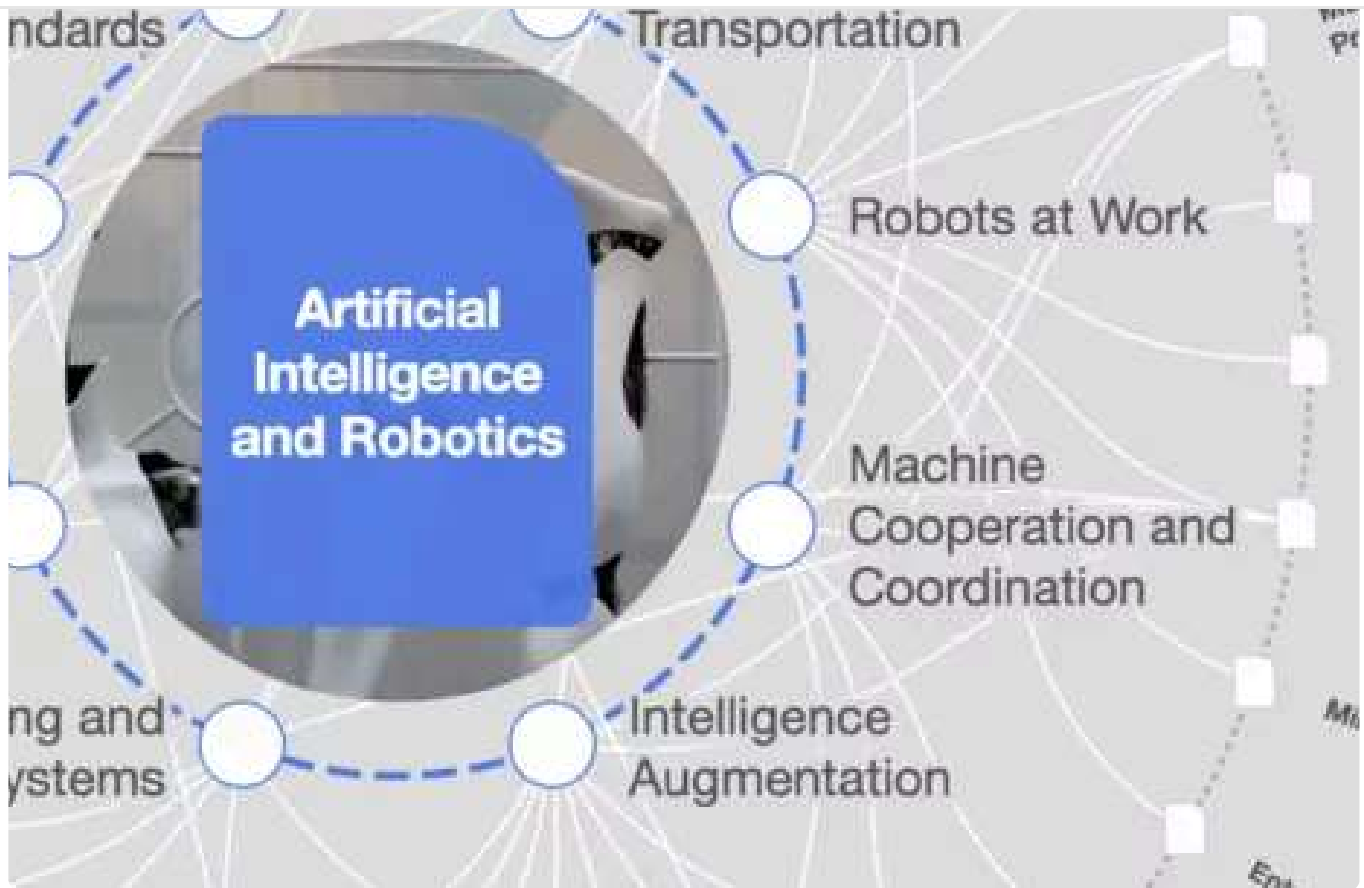 ndards
Transportation
Robots at Work
Artificial
Intelligence
and Robotics
Machine
Cooperation and
Coordination
ng and
ystems
Intelligence
Augmentation